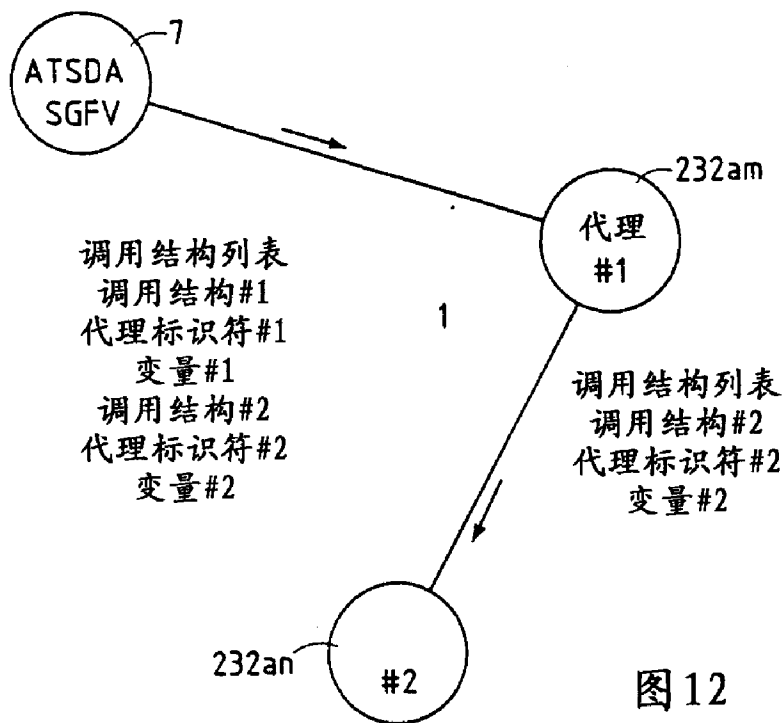 7
ATSDA
SGFV
232am
代理
#1
调用结构列表
调用结构#1
代理标识符#1
变量#1
调用结构#2
代理标识符#2
变量#2
1
调用结构列表
调用结构#2
代理标识符#2
变量#2
232an
#2
图12